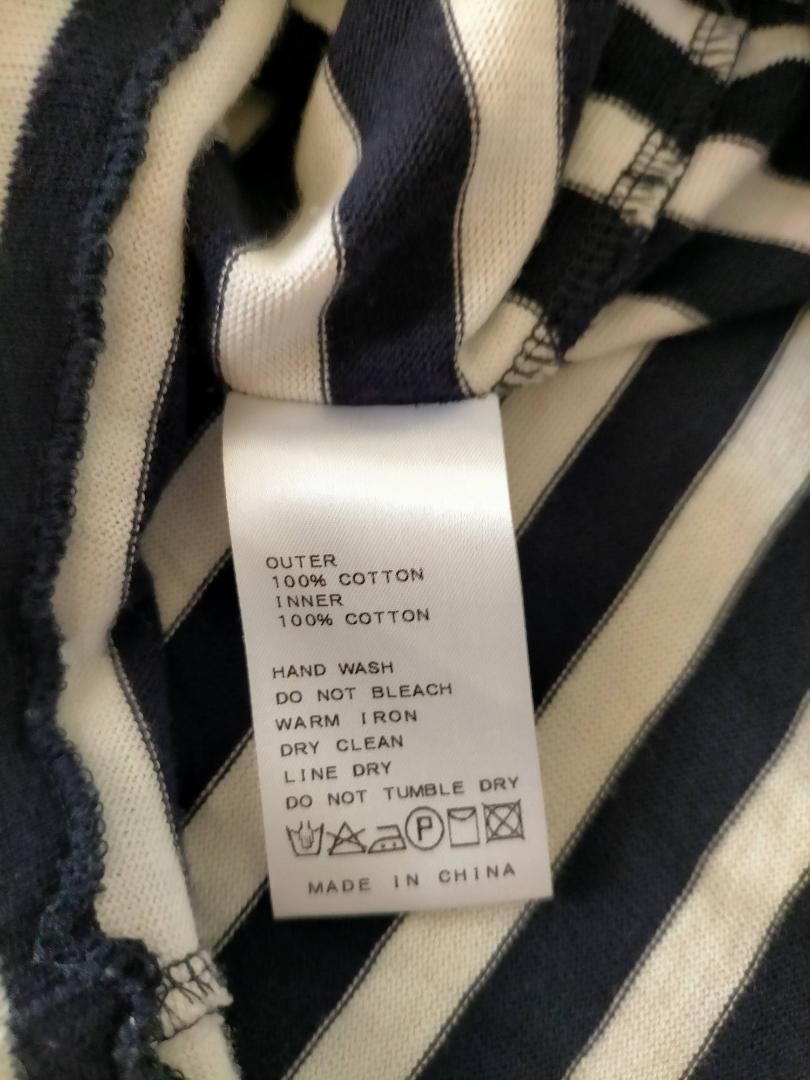 OUTER
100% COTTON
INNER
100% COTTON
HAND WASH
DO NOT BLEACH
WARM IRON
DRY CLEAN
LINE DRY
DO NOT TUMBLE DRY
P
MADE IN CHINA